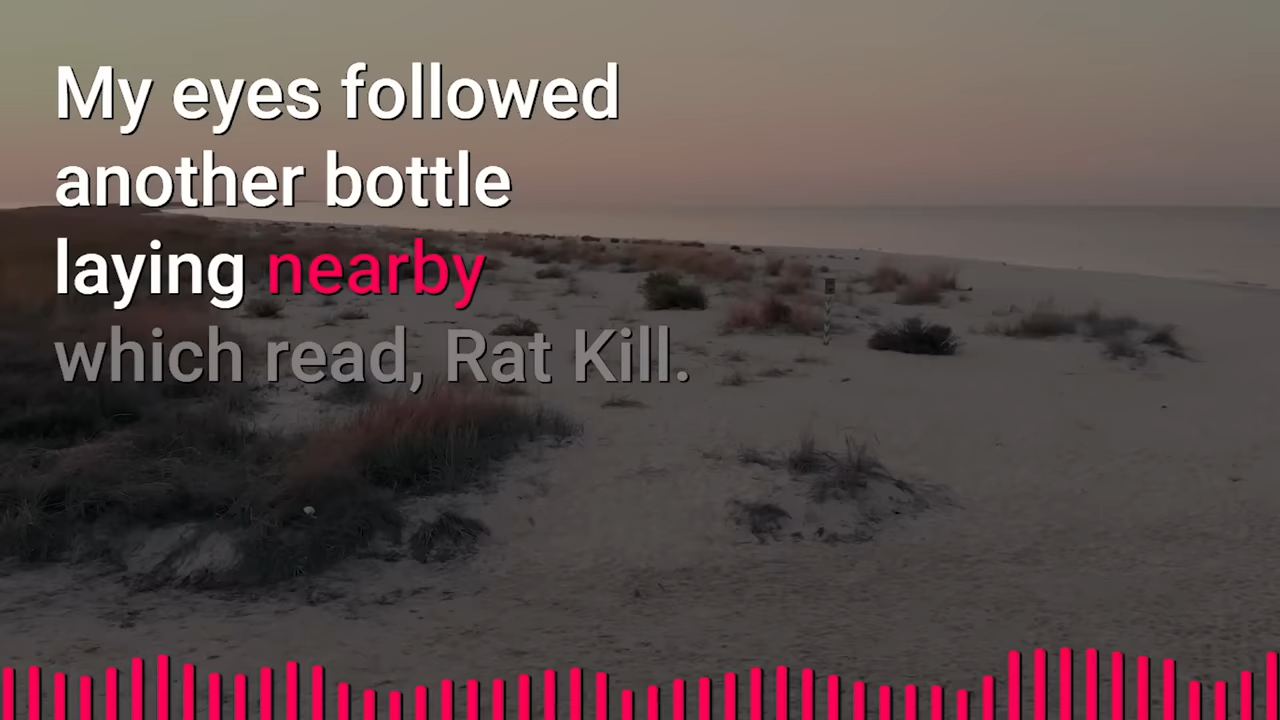 My eyes followed
another bottle
laying nearby
which read, Rat Kill.